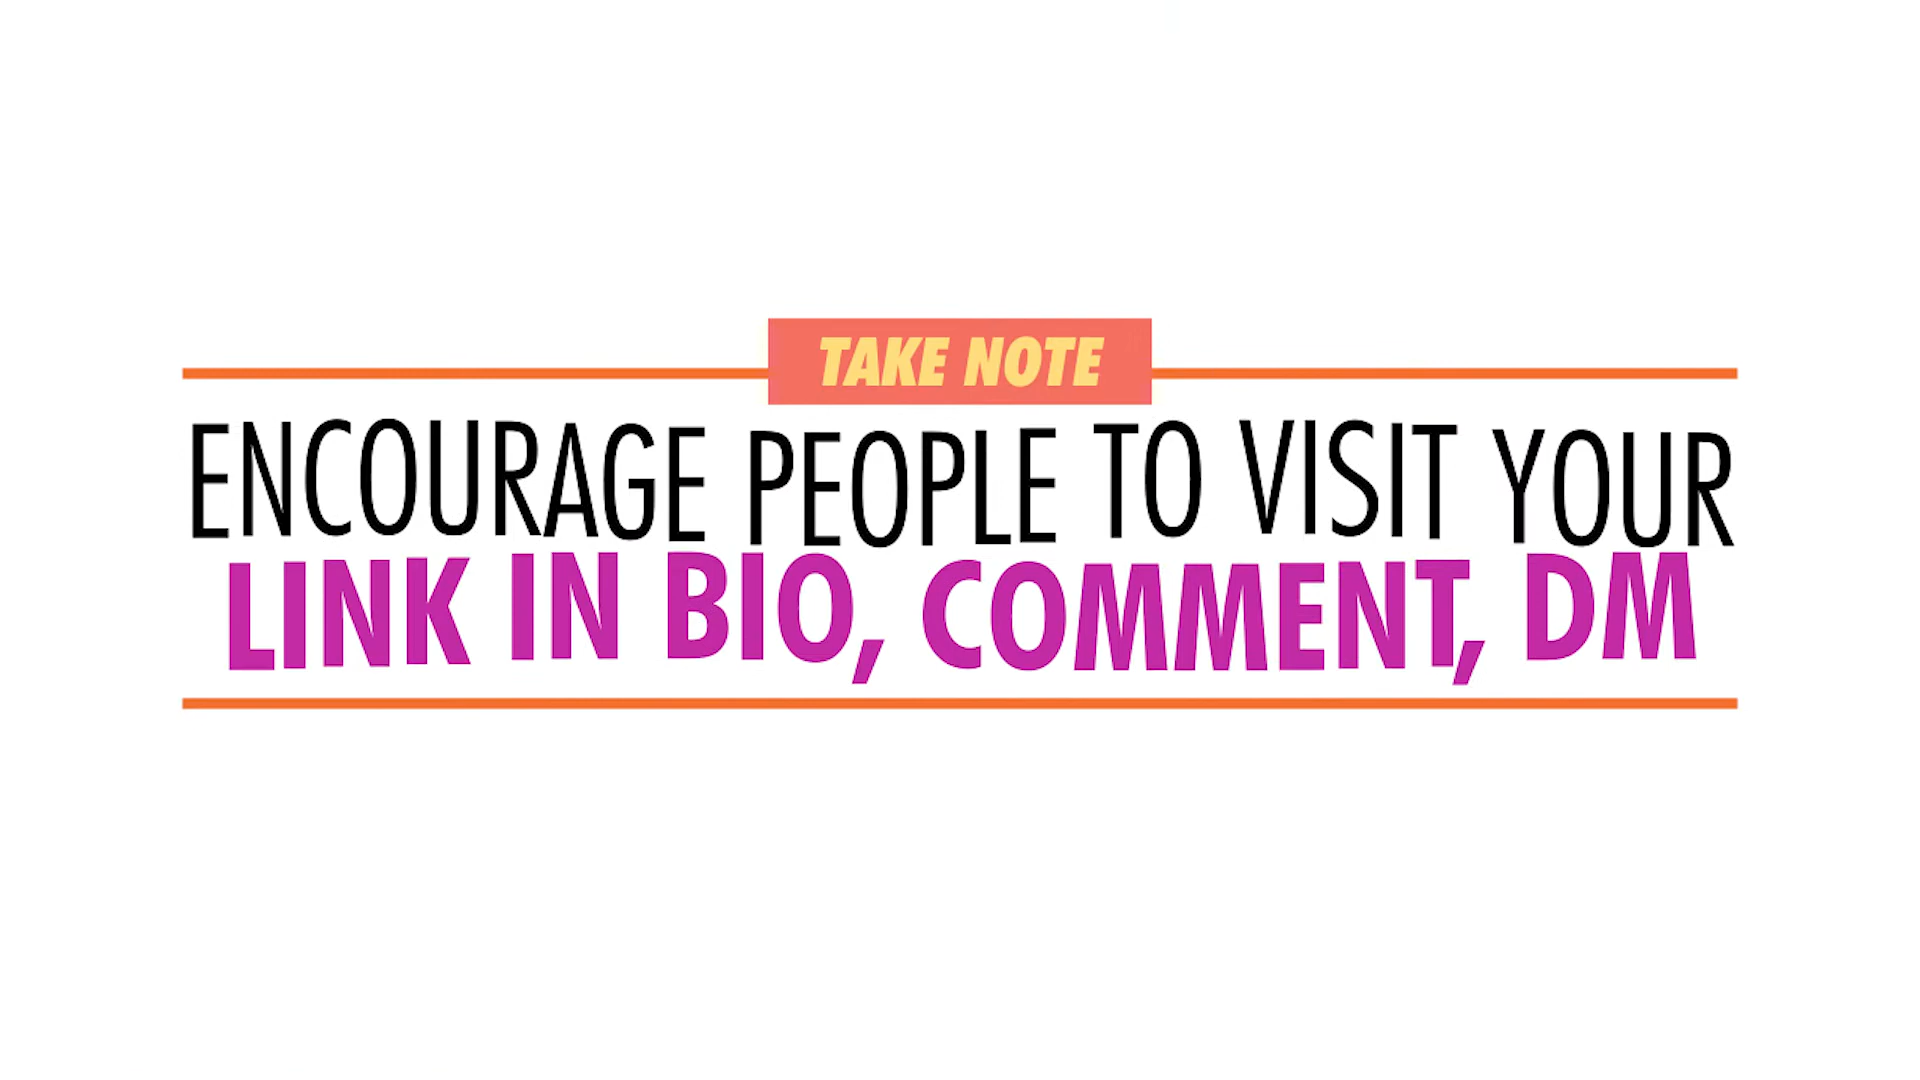 TAKE NOTE
ENCOURAGE PEOPLE TO VISIT YOUR
LINK IN BIO, COMMENT, DM